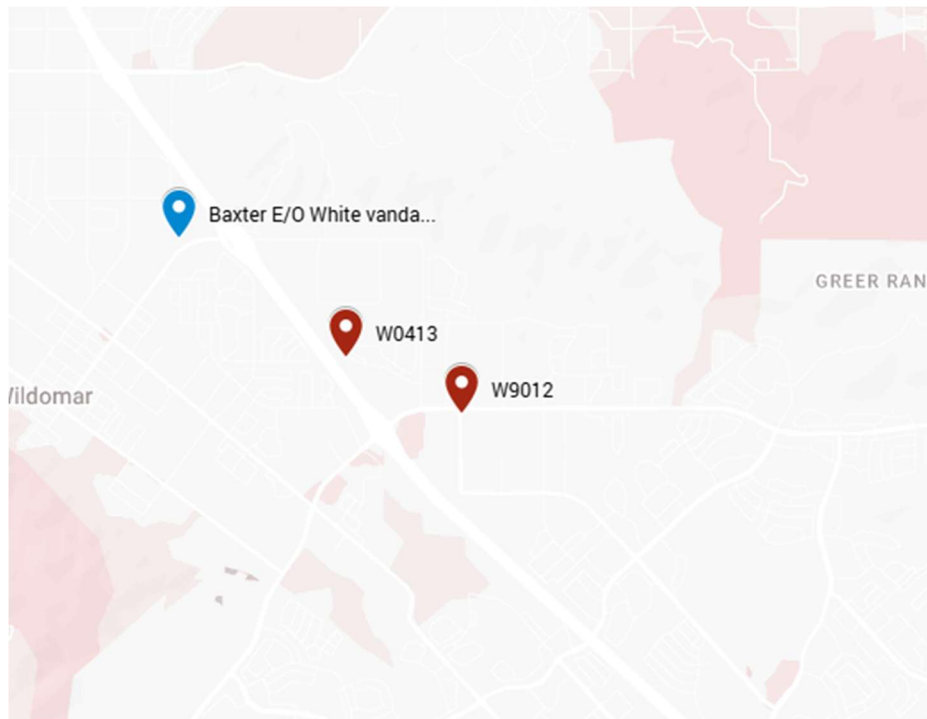 Baxter E/O White vanda...
GREER RAN
W0413
W9012
Wildomar